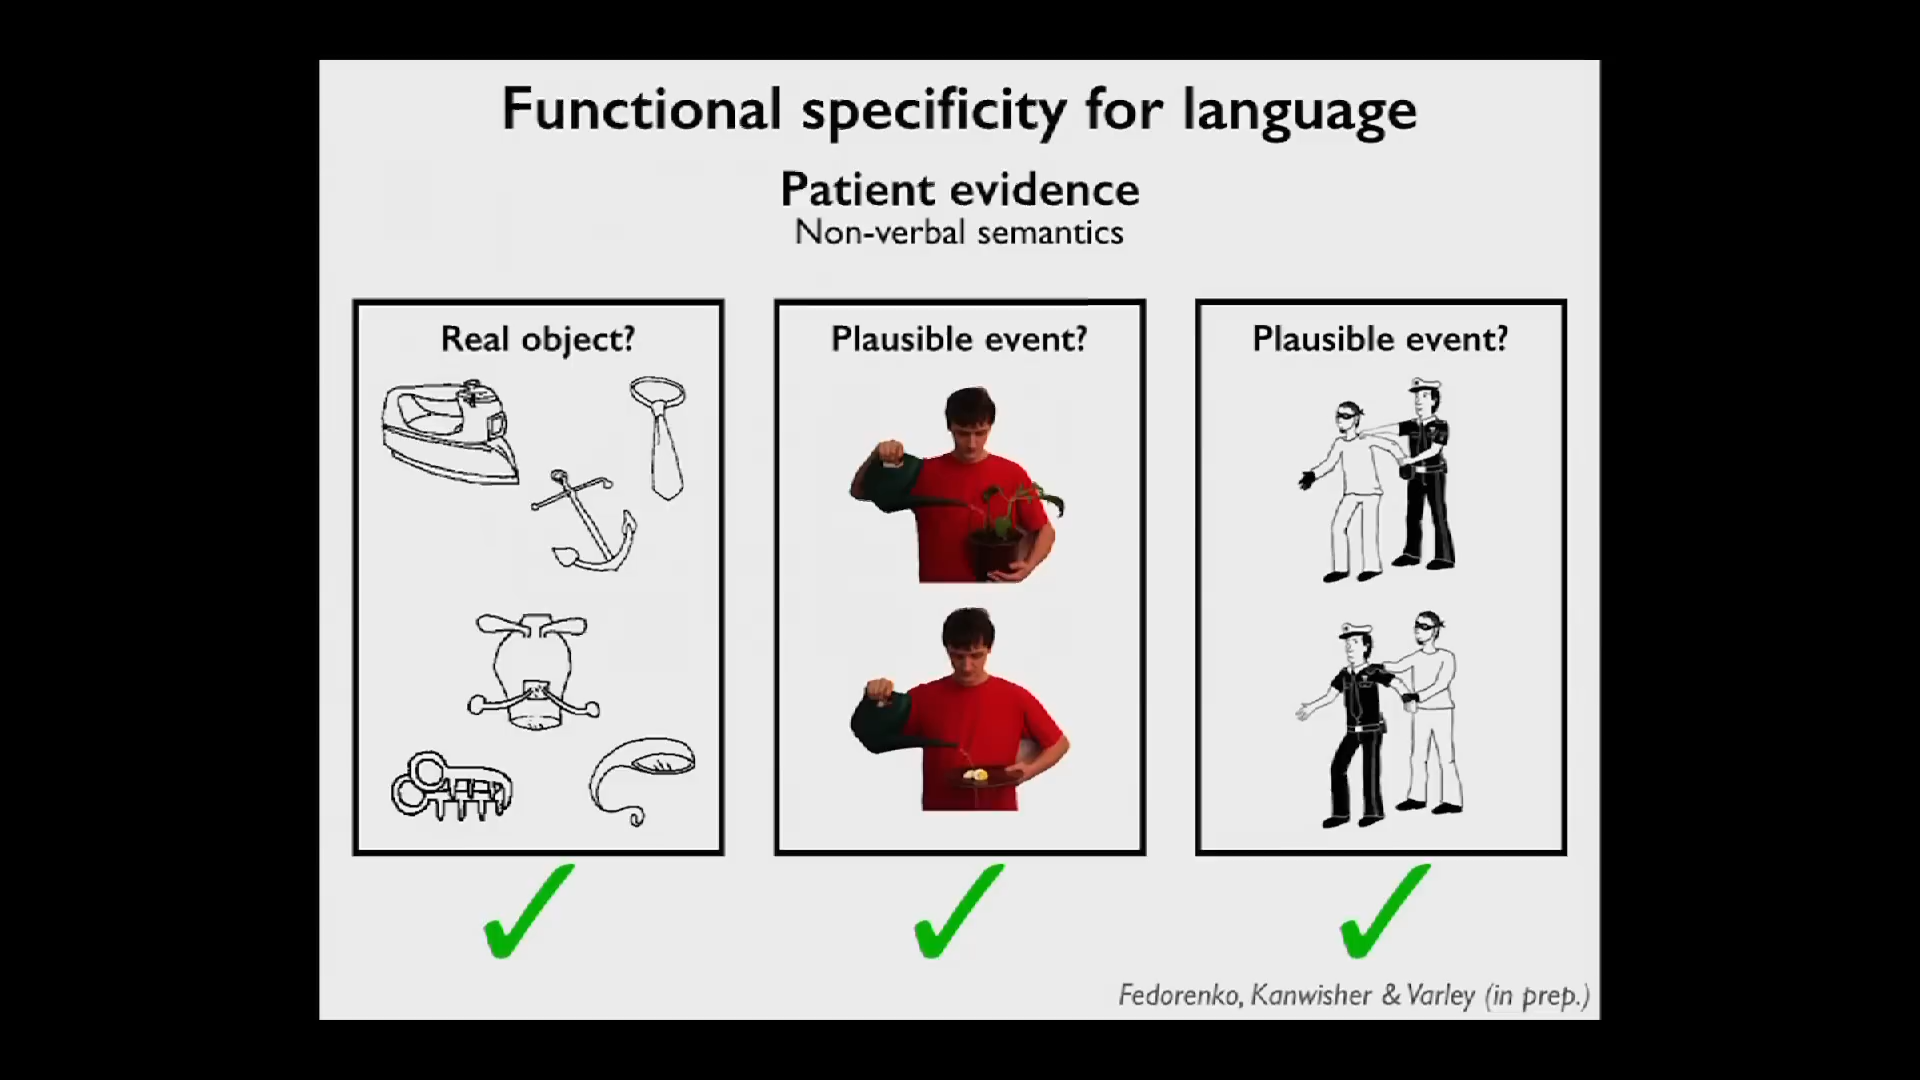 Functional specificity for language
Patient evidence
Non-verbal semantics
Real object?
Plausible event?
Plausible event?
Fedorenko, Kanwisher & Varley (in prep.)